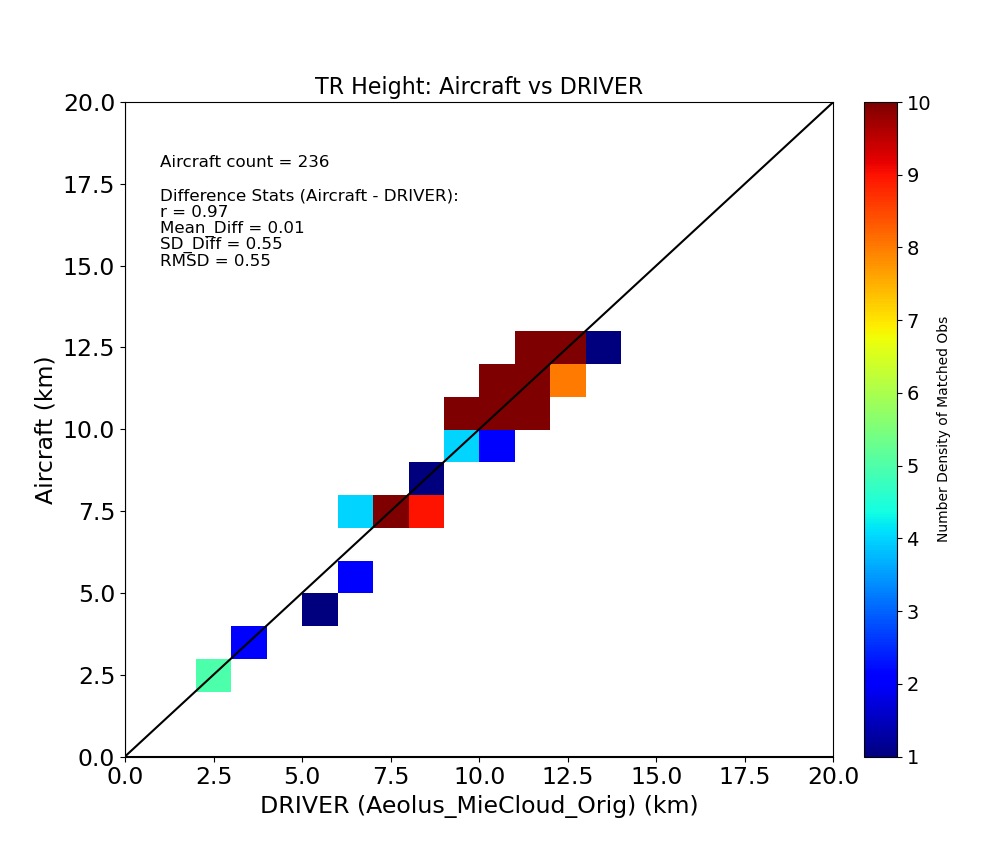 TR Height: Aircraft vs DRIVER
20.0
17.5
15.0
12.5
10.0
7.5
5.0
2.5
0.0
Aircraft (km)
Aircraft count = 236
Difference Stats (Aircraft - DRIVER):
r = 0.97
Mean_Diff = 0.01
SD_Diff = 0.55
RMSD = 0.55
0.0 2.5 5.0 7.5 10.0 12.5 15.0 17.5 20.0
DRIVER (Aeolus_MieCloud_Orig) (km)
10
9
8
7
6
5
4
3
2
1
Number Density of Matched Obs